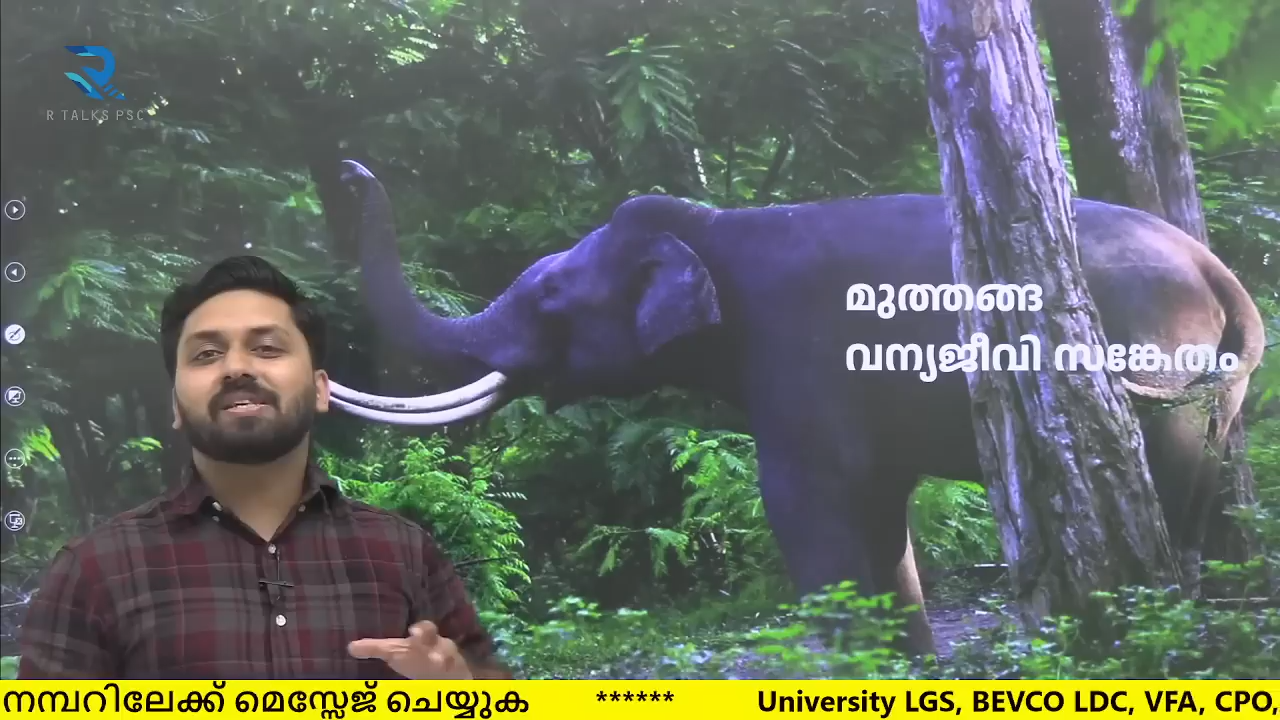 R TALKS PSC
മുത്തങ്ങ
വന്യജീവി സങ്കേതം
നമ്പറിലേക്ക് മെസ്സേജ് ചെയ്യുക ****** University LGS, BEVCO LDC, VFA, CPO,